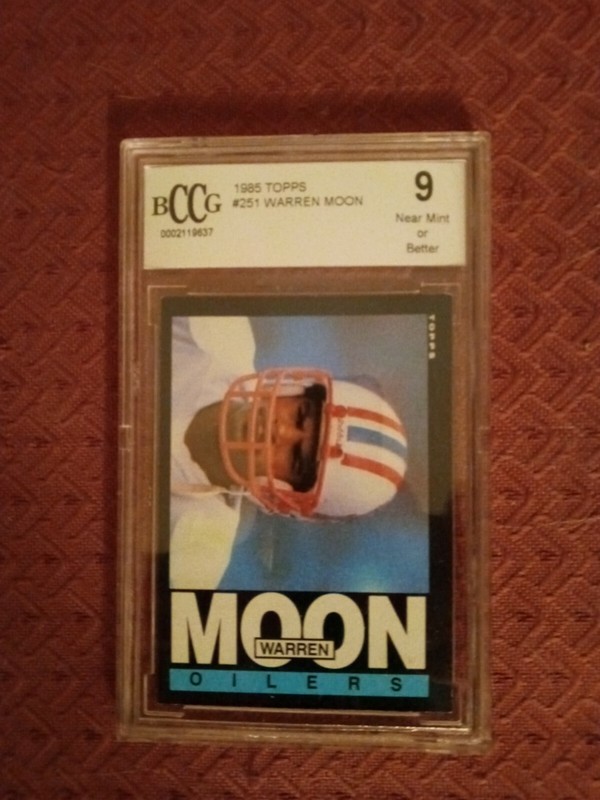 BCCG
0002119637
1985 TOPPS
#251 WARREN MOON
9
Near Mint
or
Better
TOPPS
MOON
WARREN
OILERS